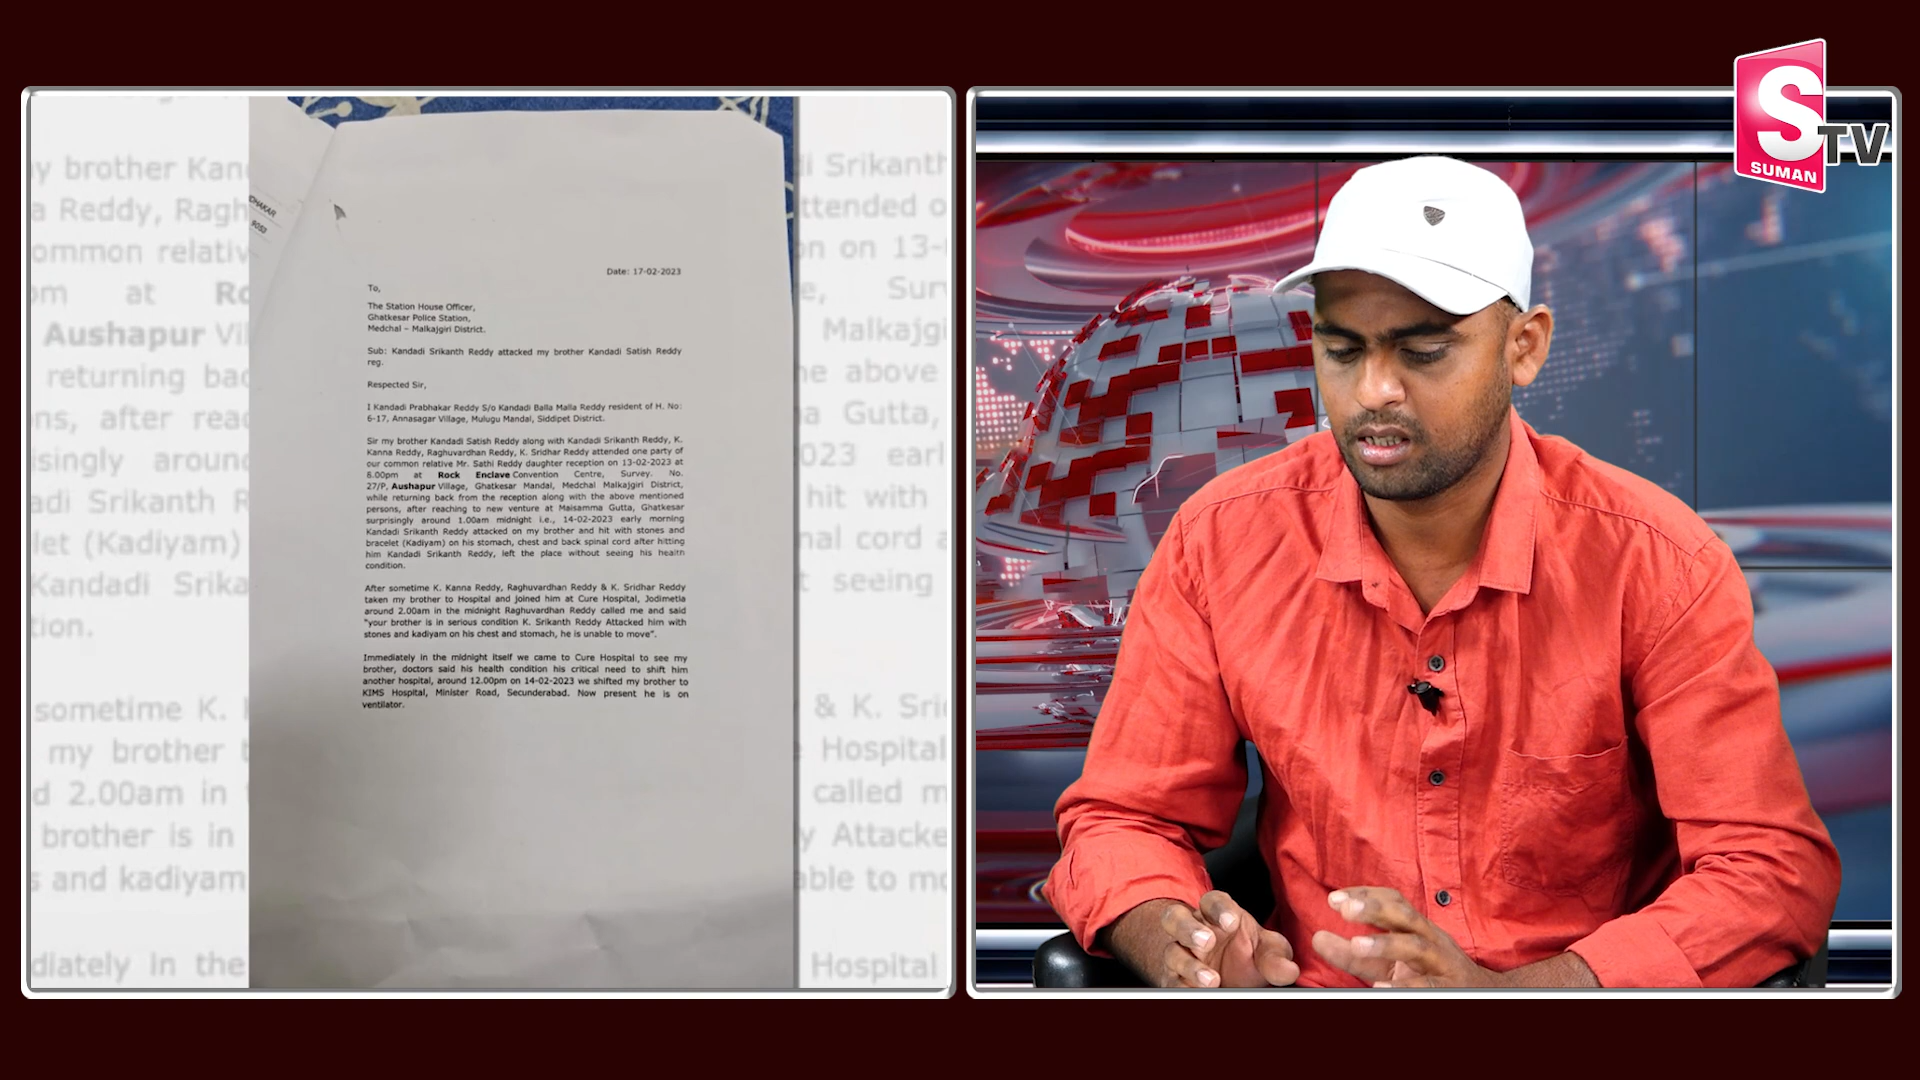 DHAKAR
9053
Date: 17-02-2023
To,
The Station House Officer,
Ghatkesar Police Station,
Medchal – Malkajgiri District.
Sub: Kandadi Srikanth Reddy attacked my brother Kandadi Satish Reddy
reg.
Respected Sir,
I Kandadi Prabhakar Reddy S/o Kandadi Balla Malla Reddy resident of H. No:
6-17, Annasagar Village, Mulugu Mandal, Siddipet District.
Sir my brother Kandadi Satish Reddy along with Kandadi Srikanth Reddy, K.
Kanna Reddy, Raghuvardhan Reddy, K. Sridhar Reddy attended one party of
our common relative Mr. Sathi Reddy daughter reception on 13-02-2023 at
6.00pm at Rock Enclave Convention Centre, Survey. No.
27/P, Aushapur Village, Ghatkesar Mandal, Medchal Malkajgiri District,
while returning back from the reception along with the above mentioned
persons, after reaching to new venture at Maisamma Gutta, Ghatkesar
surprisingly around 1.00am midnight i.e., 14-02-2023 early morning
Kandadi Srikanth Reddy attacked on my brother and hit with stones and
bracelet (Kadiyam) on his stomach, chest and back spinal cord after hitting
him Kandadi Srikanth Reddy, left the place without seeing his health
condition.
After sometime K. Kanna Reddy, Raghuvardhan Reddy & K. Sridhar Reddy
taken my brother to Hospital and joined him at Cure Hospital, Jodimetla
around 2.00am in the midnight Raghuvardhan Reddy called me and said
"your brother is in serious condition K. Srikanth Reddy Attacked him with
stones and kadiyam on his chest and stomach, he is unable to move".
Immediately in the midnight itself we came to Cure Hospital to see my
brother, doctors said his health condition his critical need to shift him
another hospital, around 12.00pm on 14-02-2023 we shifted my brother to
KIMS Hospital, Minister Road, Secunderabad. Now present he is on
ventilator.
S TV
SUMAN